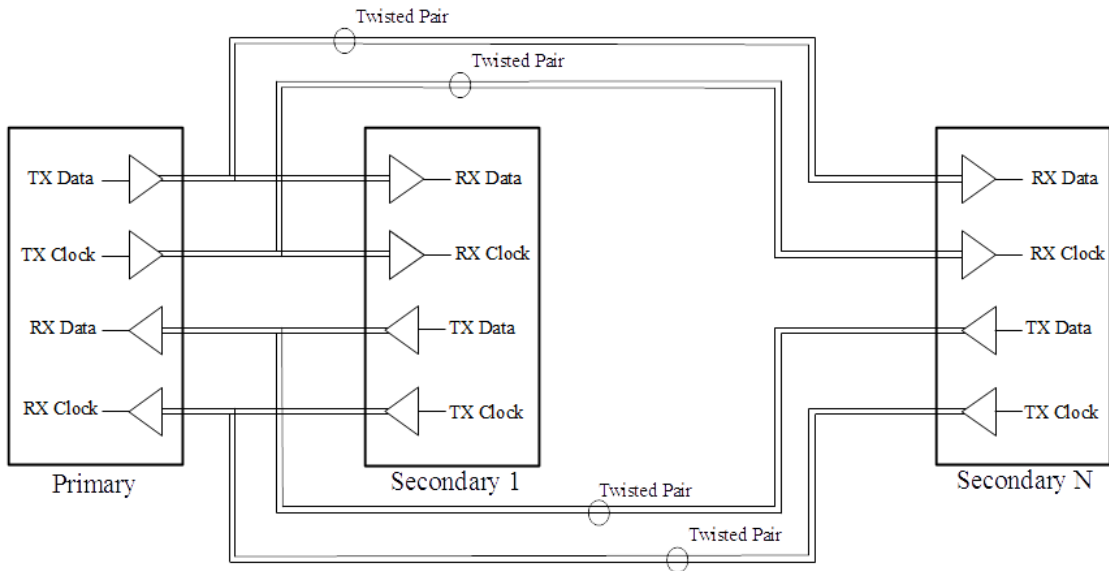 Twisted Pair
Twisted Pair
TX Data
RX Data
RX Data
TX Clock
RX Clock
RX Clock
RX Data
TX Data
TX Data
RX Clock
TX Clock
TX Clock
Primary
Secondary 1
Secondary N
Twisted Pair
Twisted Pair